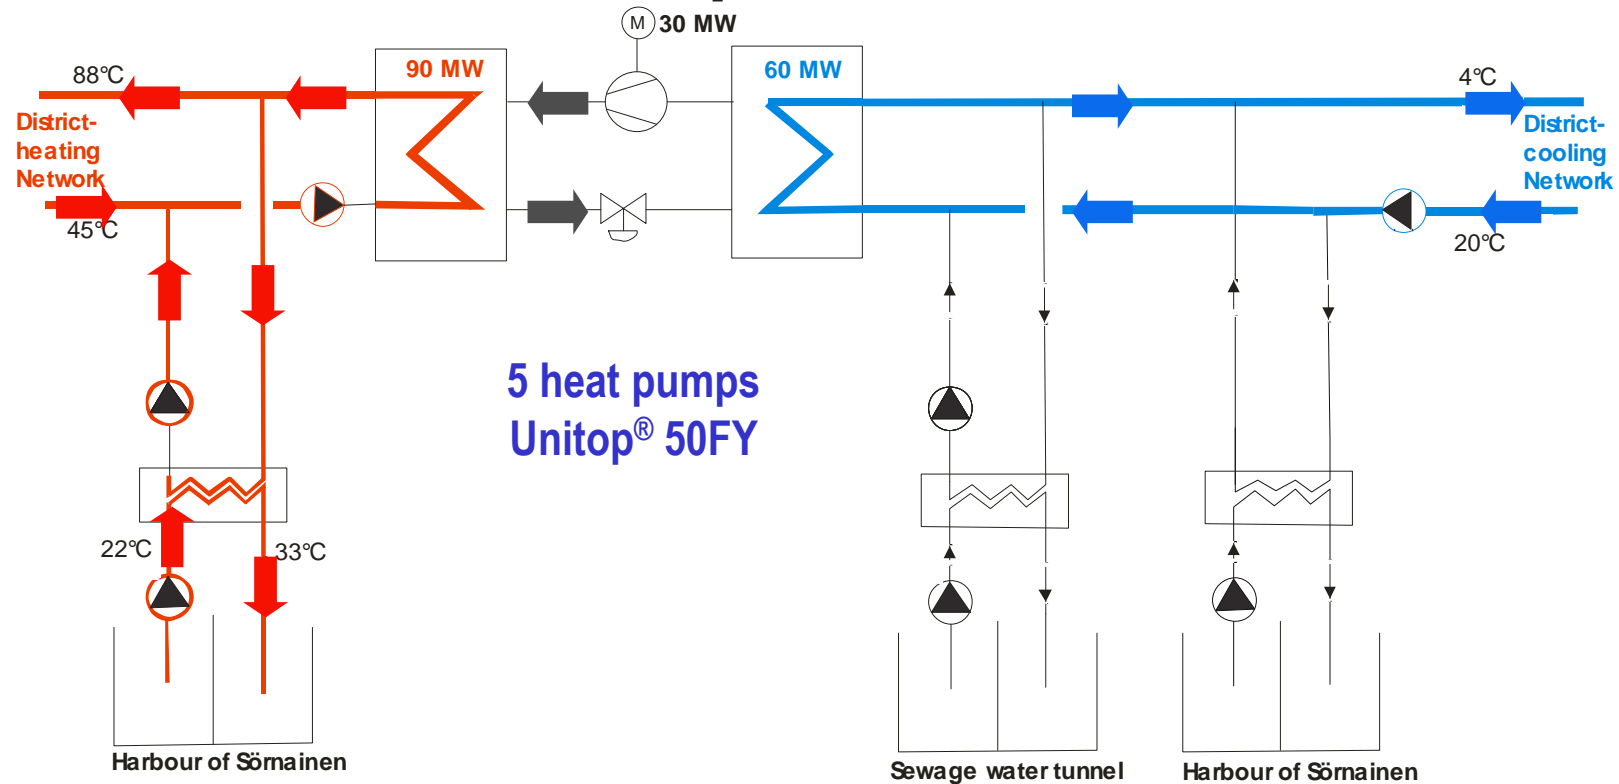 M 30 MW
88°C
90 MW
60 MW
4°C
District-
heating
Network
District-
cooling
Network
45°C
20°C
5 heat pumps
Unitop® 50FY
22°C
33°C
Harbour of Sörnainen
Sewage water tunnel
Harbour of Sörnainen